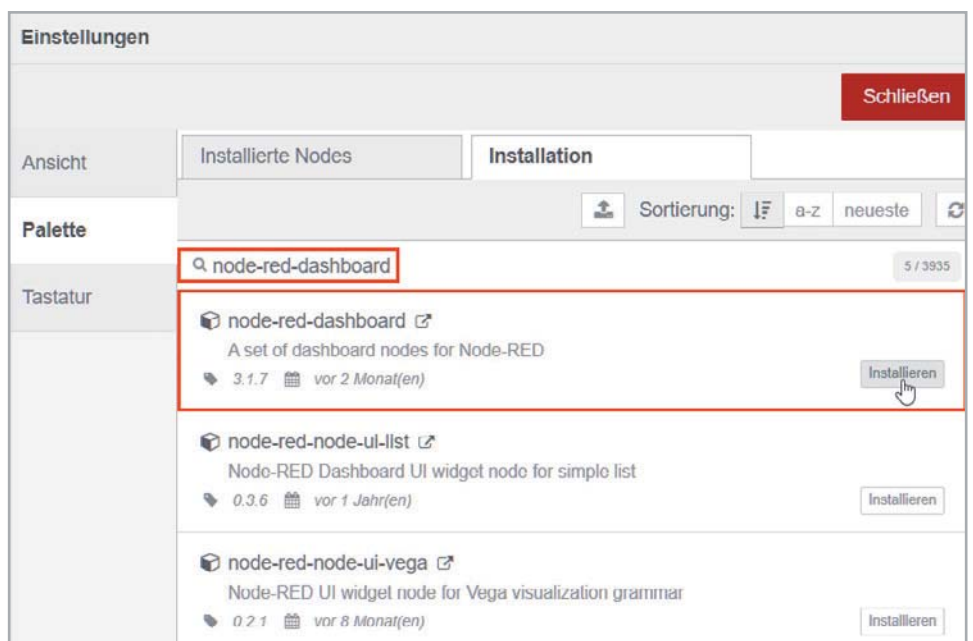 Einstellungen
Schließen
Ansicht
Palette
Tastatur
Installierte Nodes
Installation
Sortierung:
a-z
neueste
node-red-dashboard
5 / 3935
node-red-dashboard
A set of dashboard nodes for Node-RED
3.1.7 vor 2 Monat(en)
Installieren
node-red-node-ui-list
Node-RED Dashboard UI widget node for simple list
0.3.6 vor 1 Jahr(en)
Installieren
node-red-node-ui-vega
Node-RED UI widget node for Vega visualization grammar
0.2.1 vor 8 Monat(en)
Installieren